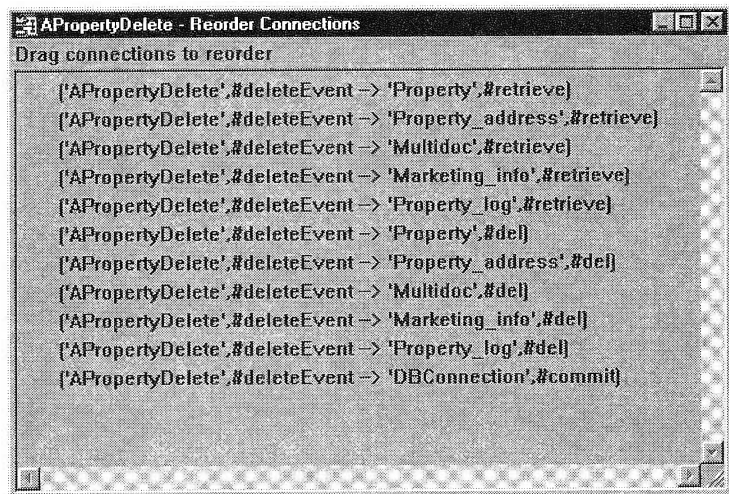 APropertyDelete - Reorder Connections
Drag connections to reorder
('APropertyDelete',#deleteEvent --> 'Property',#retrieve)
('APropertyDelete',#deleteEvent --> 'Property_address',#retrieve)
('APropertyDelete',#deleteEvent --> 'Multidoc',#retrieve)
('APropertyDelete',#deleteEvent --> 'Marketing_info',#retrieve)
('APropertyDelete',#deleteEvent --> 'Property_log',#retrieve)
('APropertyDelete',#deleteEvent --> 'Property',#del)
('APropertyDelete',#deleteEvent --> 'Property_address',#del)
('APropertyDelete',#deleteEvent --> 'Multidoc',#del)
('APropertyDelete',#deleteEvent --> 'Marketing_info',#del)
('APropertyDelete',#deleteEvent --> 'Property_log',#del)
('APropertyDelete',#deleteEvent --> 'DBConnection',#commit)